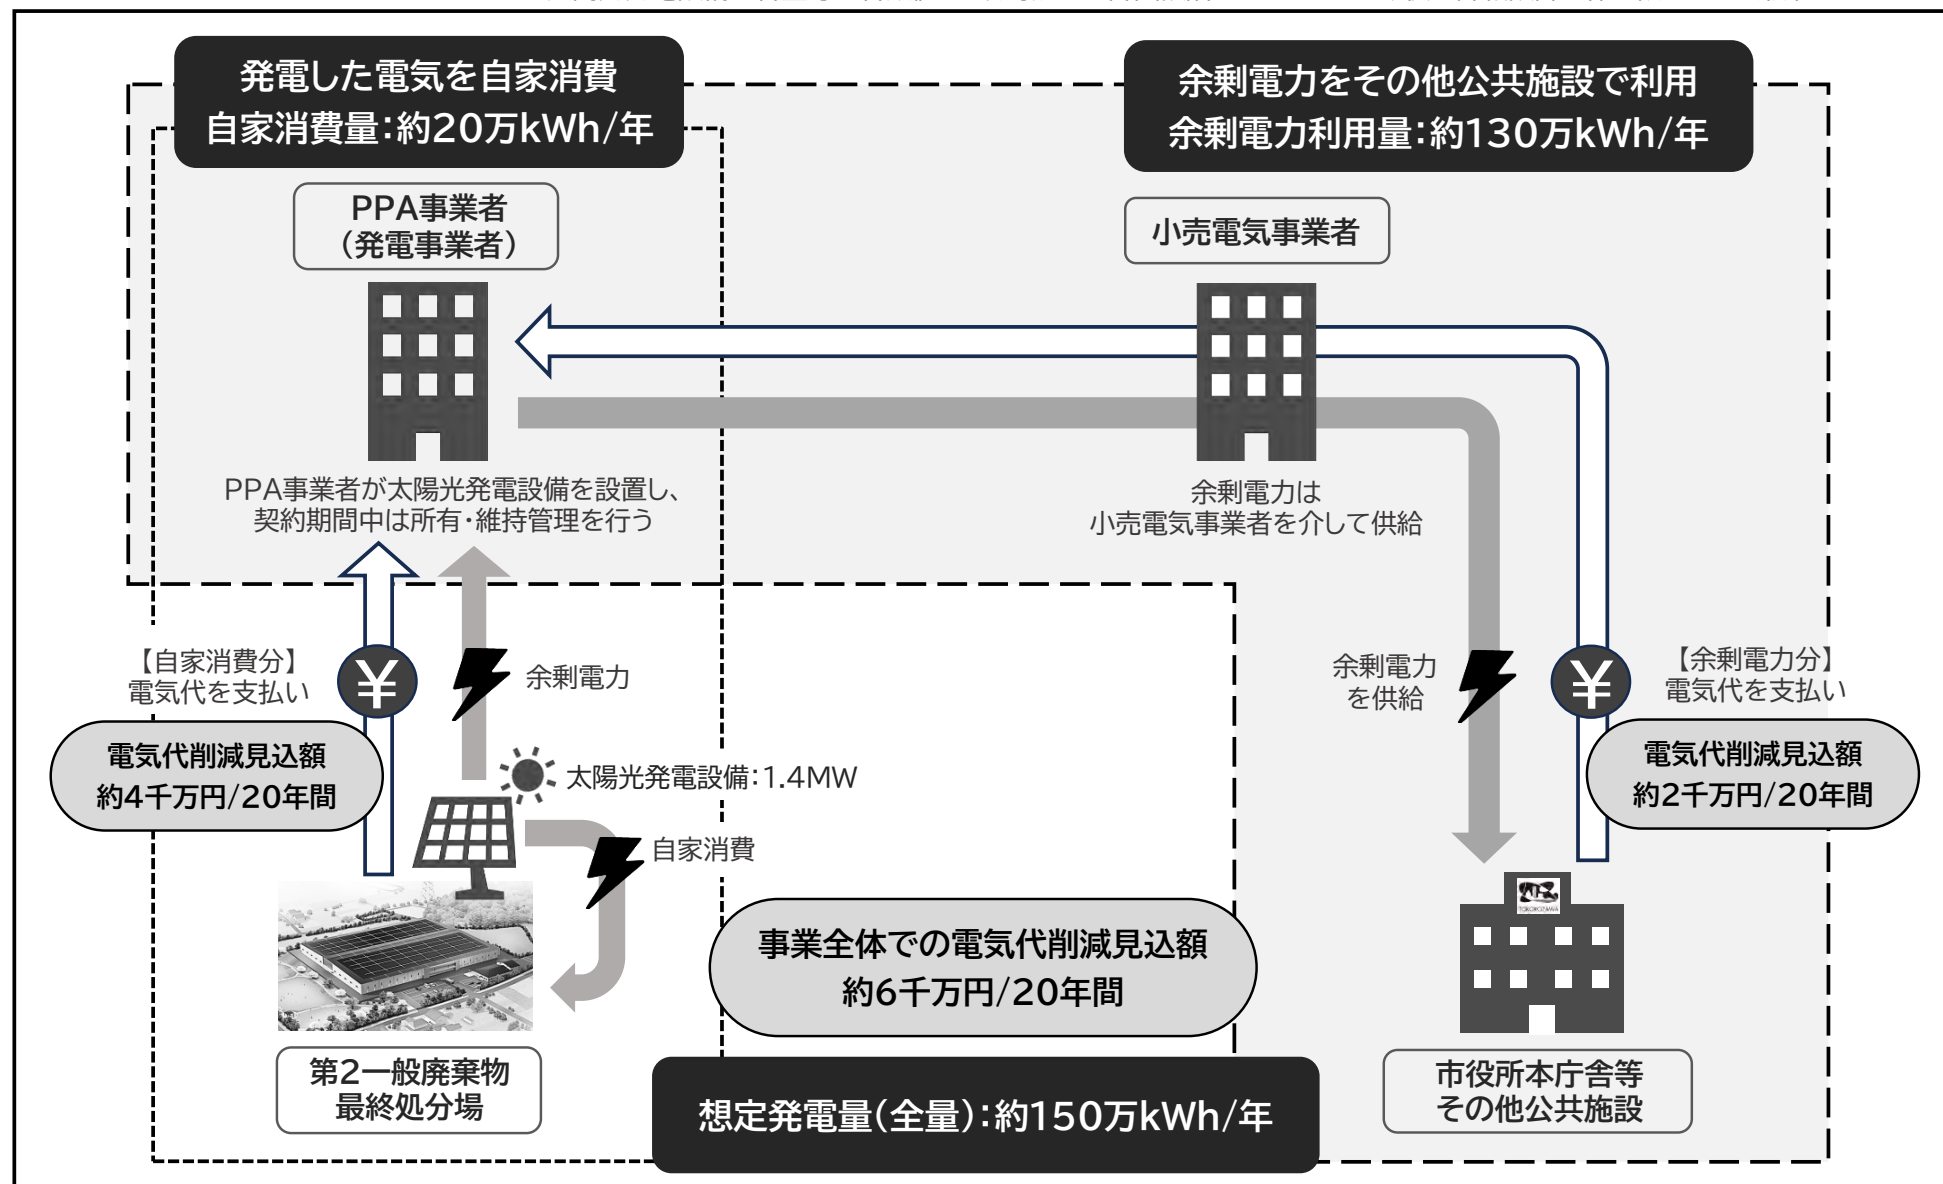 発電した電気を自家消費
自家消費量：約20万kWh/年
余剰電力をその他公共施設で利用
余剰電力利用量：約130万kWh/年
PPA事業者
（発電事業者）
小売電気事業者
PPA事業者が太陽光発電設備を設置し、
契約期間中は所有・維持管理を行う
余剰電力は
小売電気事業者を介して供給
【自家消費分】
電気代を支払い
¥
余剰電力
余剰電力
を供給
¥
【余剰電力分】
電気代を支払い
電気代削減見込額
約4千万円/20年間
電気代削減見込額
約2千万円/20年間
太陽光発電設備：1.4MW
自家消費
TOKOROZAWA
事業全体での電気代削減見込額
約6千万円/20年間
第2一般廃棄物
最終処分場
市役所本庁舎等
その他公共施設
想定発電量（全量）：約150万kWh/年